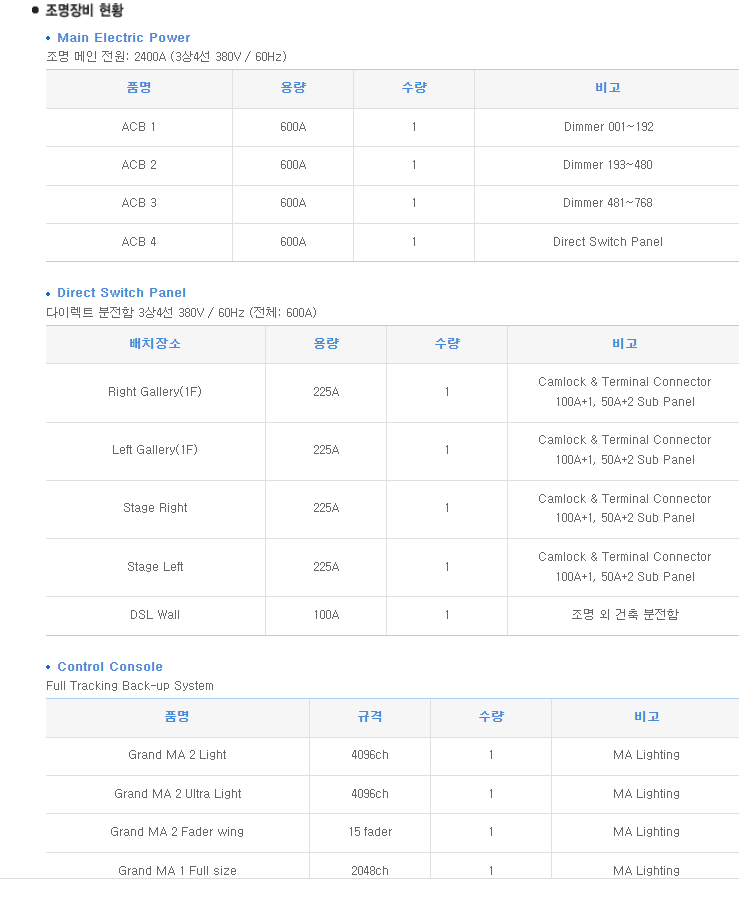 ● 조명장비 현황
• Main Electric Power
조명 메인 전원: 2400A (3상4선 380V / 60Hz)
품명 용량 수량 비고
ACB 1 600A 1 Dimmer 001~192
ACB 2 600A 1 Dimmer 193~480
ACB 3 600A 1 Dimmer 481~768
ACB 4 600A 1 Direct Switch Panel
• Direct Switch Panel
다이렉트 분전함 3상4선 380V / 60Hz (전체: 600A)
배치장소 용량 수량 비고
Right Gallery(1F) 225A 1 Camlock & Terminal Connector
100A*1, 50A*2 Sub Panel
Left Gallery(1F) 225A 1 Camlock & Terminal Connector
100A*1, 50A*2 Sub Panel
Stage Right 225A 1 Camlock & Terminal Connector
100A*1, 50A*2 Sub Panel
Stage Left 225A 1 Camlock & Terminal Connector
100A*1, 50A*2 Sub Panel
DSL Wall 100A 1 조명 외 건축 분전함
• Control Console
Full Tracking Back-up System
품명 규격 수량 비고
Grand MA 2 Light 4096ch 1 MA Lighting
Grand MA 2 Ultra Light 4096ch 1 MA Lighting
Grand MA 2 Fader wing 15 fader 1 MA Lighting
Grand MA 1 Full size 2048ch 1 MA Lighting